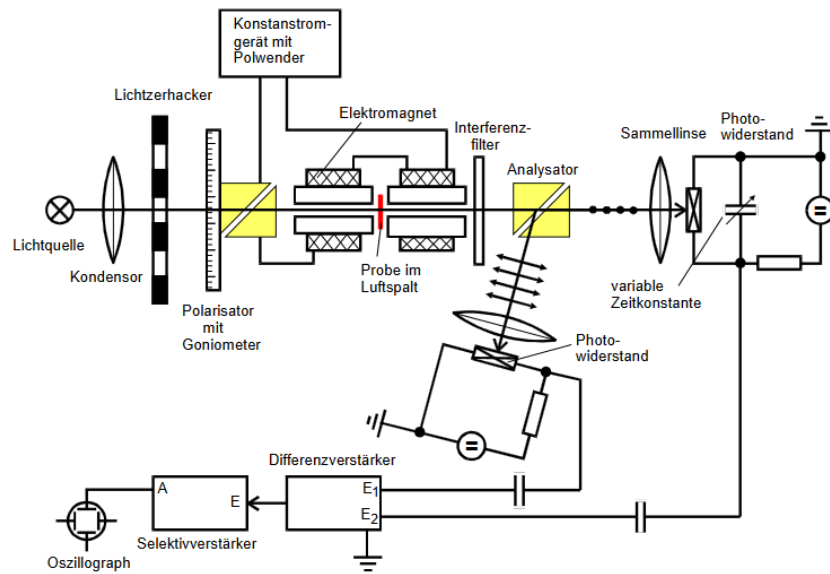 Konstanstrom-
gerät mit
Polwender
Lichtzerhacker
Elektromagnet
Interferenz-
filter
Analysator
Sammellinse
Photo-
widerstand
Lichtquelle
Kondensor
Polarisator
mit
Goniometer
Probe im
Luftspalt
variable
Zeitkonstante
Photo-
widerstand
Differenzverstärker
A
E
E1
E2
Selektivverstärker
Oszillograph